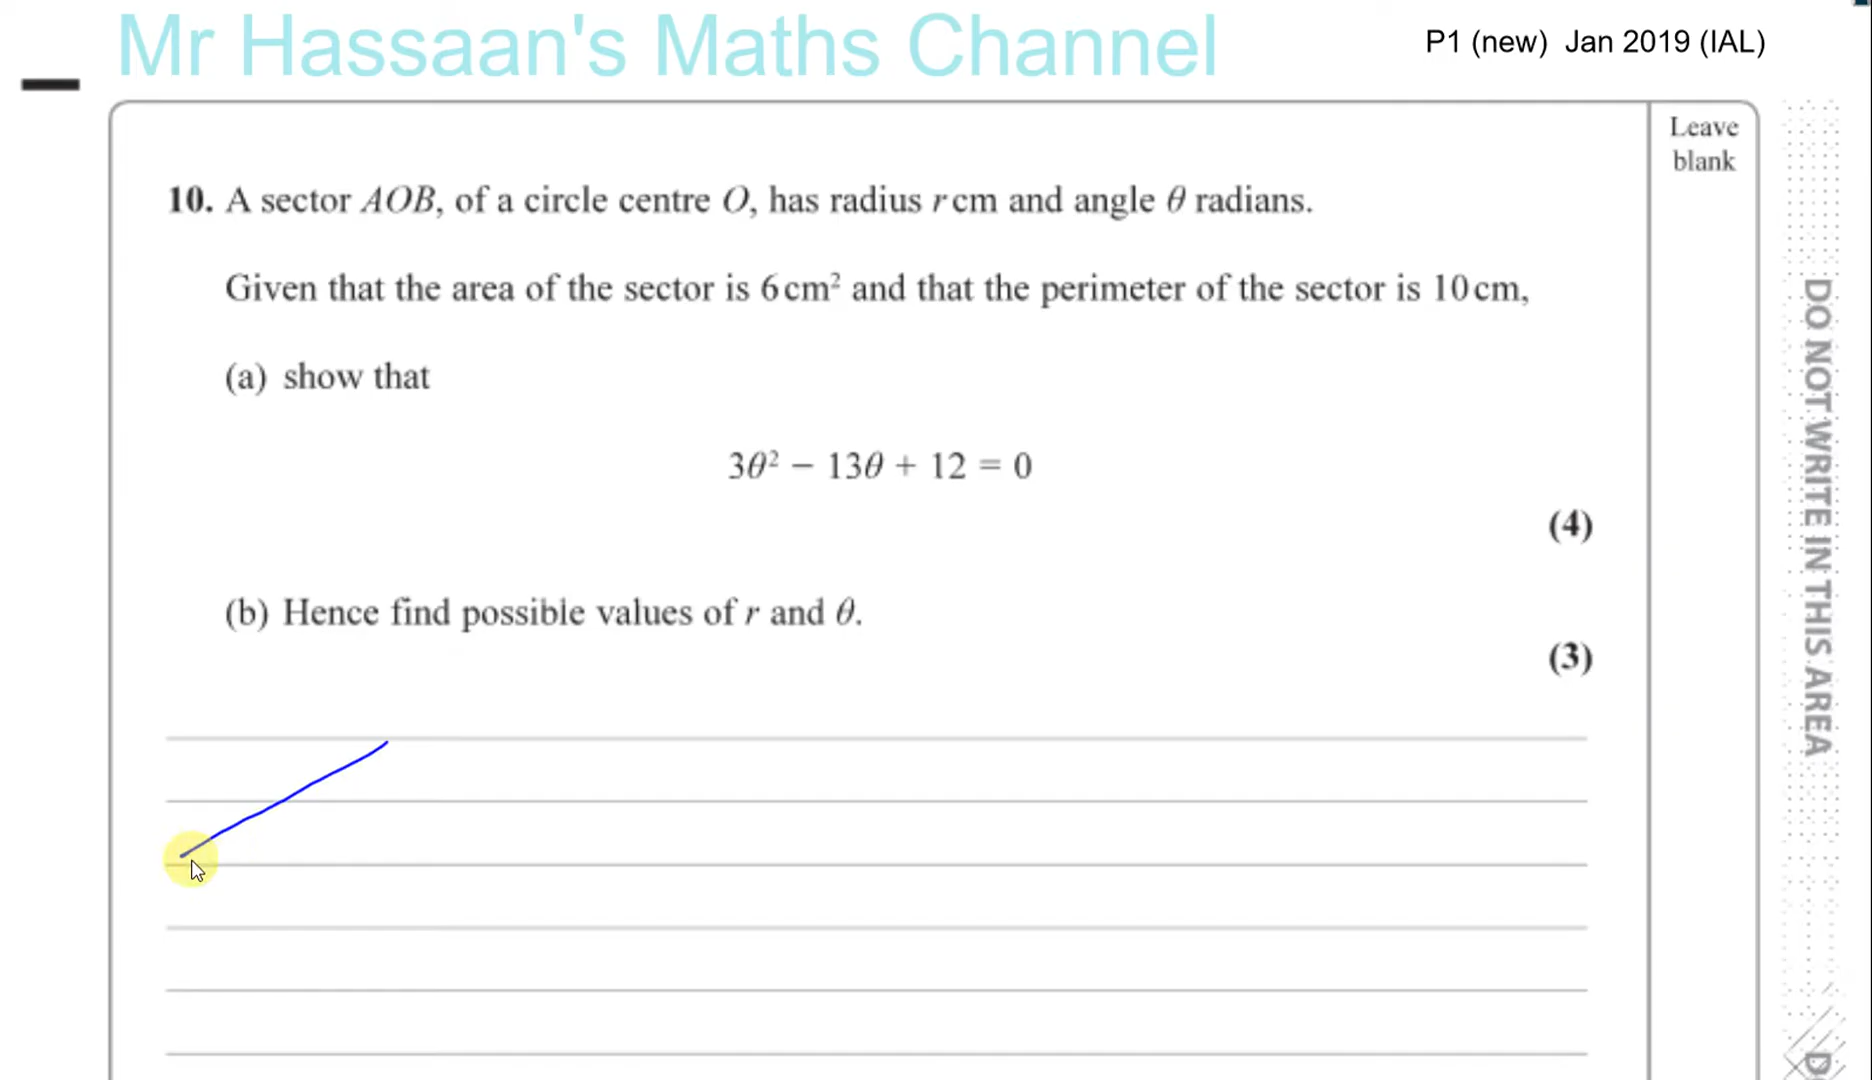 Mr Hassaan's Maths Channel
P1 (new) Jan 2019 (IAL)
Leave
blank
10. A sector AOB, of a circle centre O, has radius r cm and angle θ radians.
Given that the area of the sector is 6 cm² and that the perimeter of the sector is 10 cm,
(a) show that
3θ² − 13θ + 12 = 0
(4)
(b) Hence find possible values of r and θ.
(3)
DO NOT WRITE IN THIS AREA
D